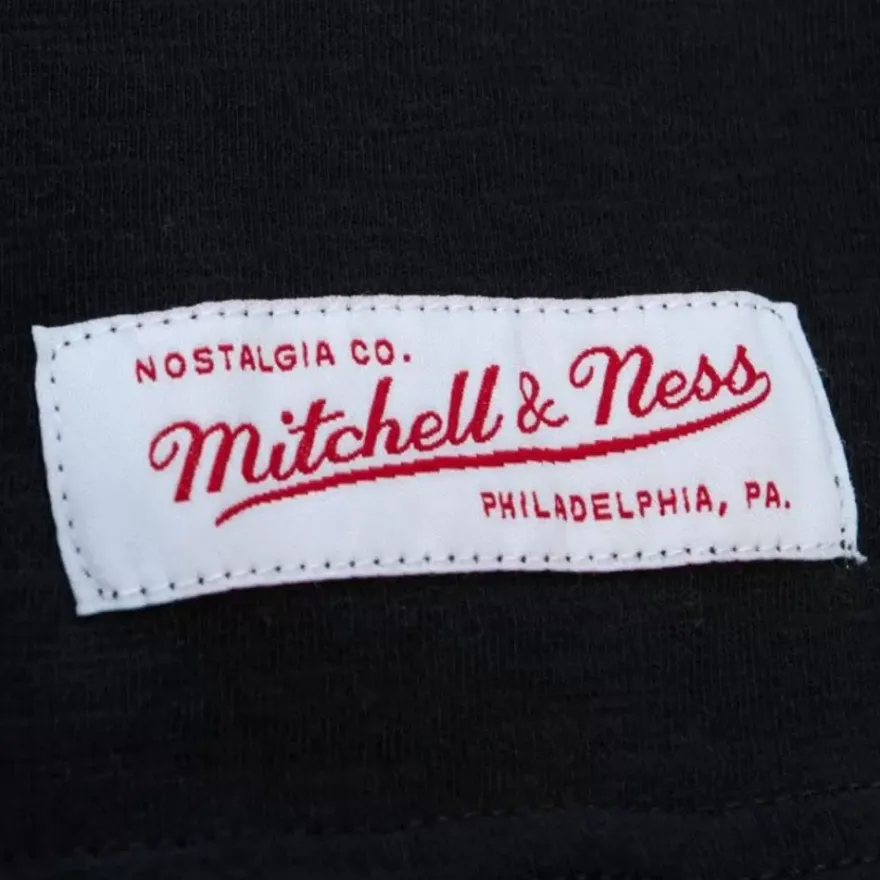 NOSTALGIA CO.
Mitchell & Ness
PHILADELPHIA, PA.